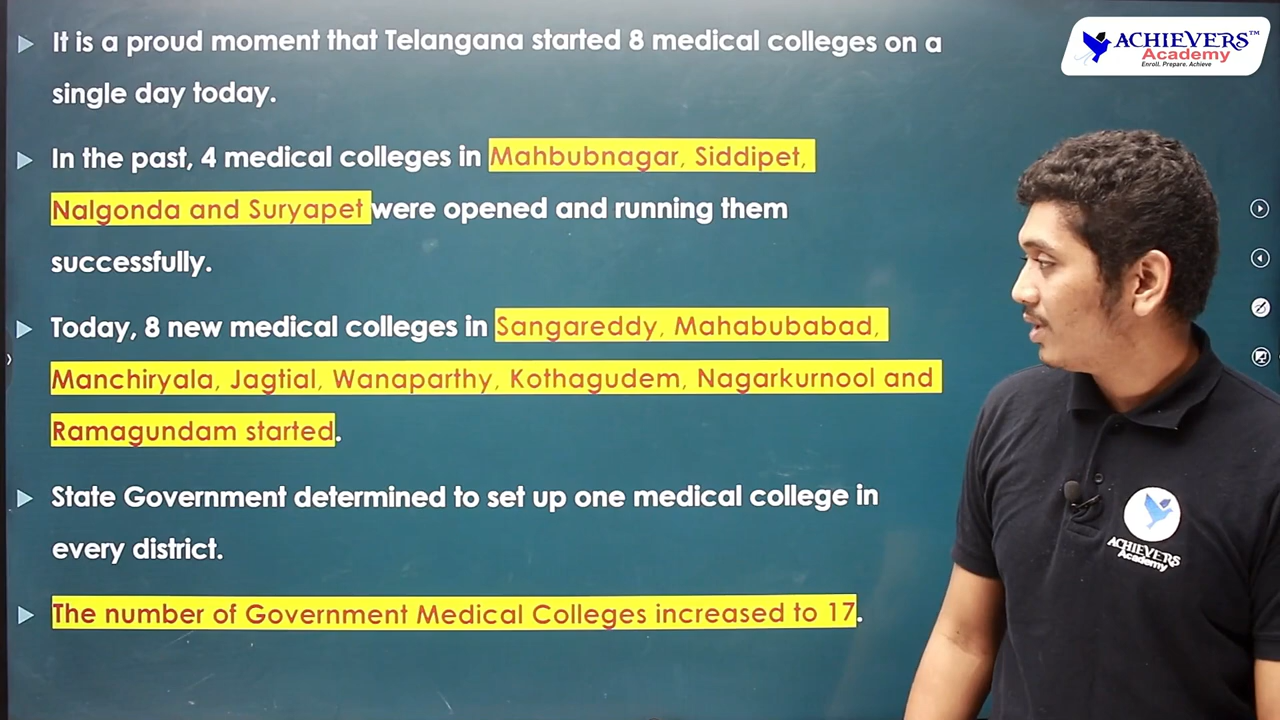 It is a proud moment that Telangana started 8 medical colleges on a
single day today.
In the past, 4 medical colleges in Mahbubnagar, Siddipet,
Nalgonda and Suryapet were opened and running them
successfully.
Today, 8 new medical colleges in Sangareddy, Mahabubabad,
Manchiryala, Jagtial, Wanaparthy, Kothagudem, Nagarkurnool and
Ramagundam started.
State Government determined to set up one medical college in
every district.
The number of Government Medical Colleges increased to 17.
ACHIEVERS™
Academy
Enroll. Prepare. Achieve
ACHIEVERS
Academy